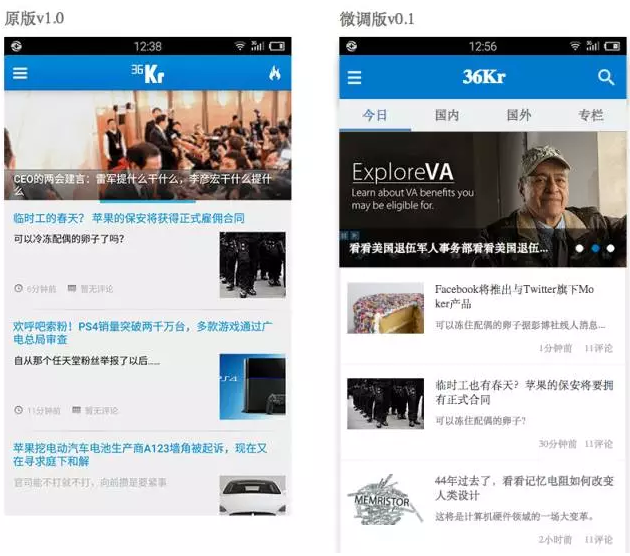 原版v1.0
12:38
36Kr
CEO的两会建言：雷军提什么干什么，李彦宏干什么提什
么
临时工的春天？ 苹果的保安将获得正式雇佣合同
可以冷冻配偶的卵子了吗?
6分钟前 暂无评论
欢呼吧索粉！PS4销量突破两千万台，多款游戏通过广
电总局审查
自从那个任天堂粉丝举报了以后.....
PS4
11分钟前 暂无评论
苹果挖电动汽车电池生产商A123墙角被起诉，现在又
在寻求庭下和解
官司能不打就不打，向前攒是要紧事
微调版v0.1
12:56
36Kr
今日 国内 国外 专栏
ExploreVA
Learn about VA benefits you
may be eligible for.
看看美国退伍军人事务部看看美国退伍...
Facebook将推出与Twitter旗下Mo
ker产品
可以冻住配偶的卵子据彭博社线人消息...
1分钟前 11评论
临时工也有春天？苹果的保安将要拥
有正式合同
可以冻住配偶的卵子?
30分钟前 11评论
44年过去了，看看记忆电阻如何改变
人类设计
这将是计算机硬件领域的一场大变革。
MEMRISTOR
2小时前 11评论